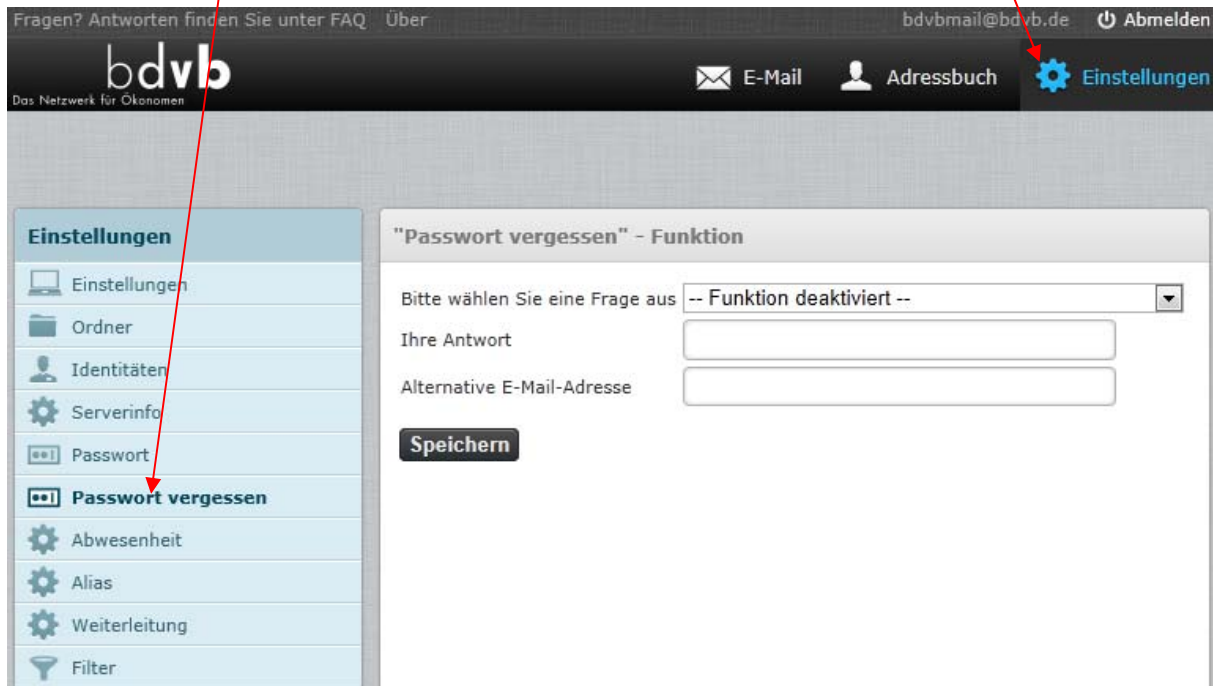 Fragen? Antworten finden Sie unter FAQ Über bdvbmail@bdvb.de Abmelden
bdvb
Das Netzwerk für Ökonomen
E-Mail Adressbuch Einstellungen
Einstellungen
Einstellungen
Ordner
Identitäten
Serverinfo
Passwort
Passwort vergessen
Abwesenheit
Alias
Weiterleitung
Filter
"Passwort vergessen" - Funktion
Bitte wählen Sie eine Frage aus -- Funktion deaktiviert --
Ihre Antwort
Alternative E-Mail-Adresse
Speichern